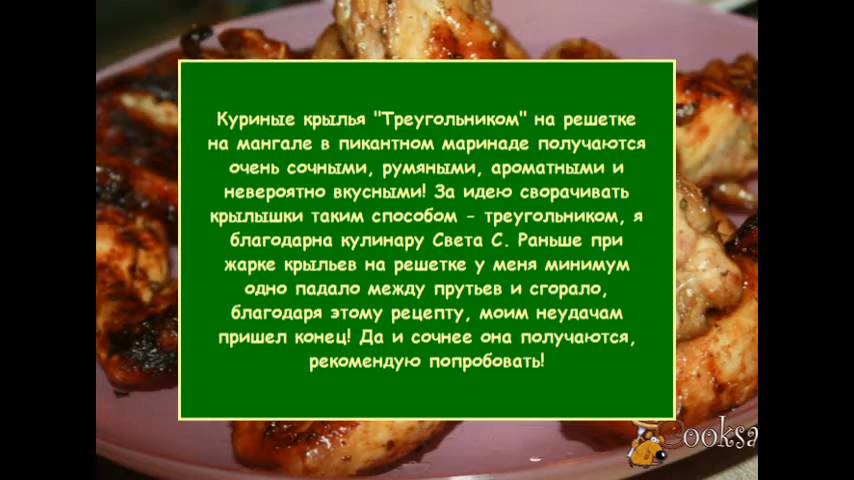 Куриные крылья "Треугольником" на решетке
на мангале в пикантном маринаде получаются
очень сочными, румяными, ароматными и
невероятно вкусными! За идею сворачивать
крылышки таким способом - треугольником, я
благодарна кулинару Света С. Раньше при
жарке крыльев на решетке у меня минимум
одно падало между прутьев и сгорало,
благодаря этому рецепту, моим неудачам
пришел конец! Да и сочнее она получаются,
рекомендую попробовать!